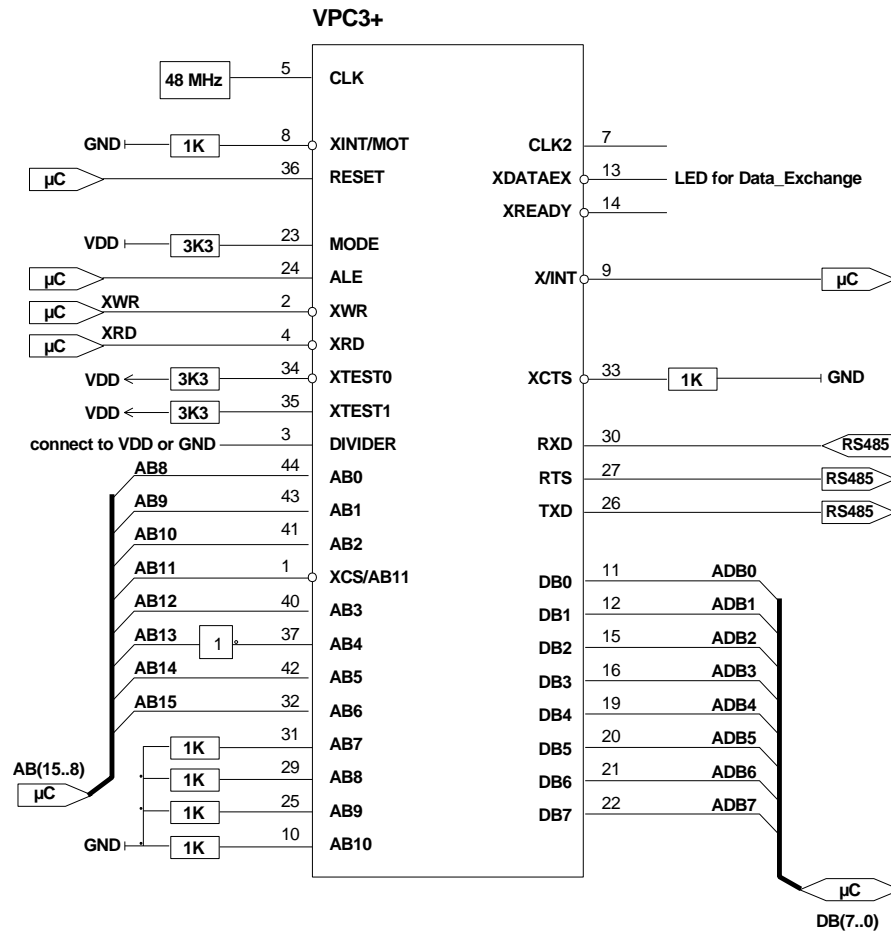 VPC3+
48 MHz 5 CLK
GND 1K 8 XINT/MOT CLK2 7
µC 36 RESET XDATAEX 13 LED for Data_Exchange
XREADY 14
VDD 3K3 23 MODE
µC 24 ALE X/INT 9 µC
µC XWR 2 XWR
µC XRD 4 XRD
VDD 3K3 34 XTEST0 XCTS 33 1K GND
VDD 3K3 35 XTEST1
connect to VDD or GND 3 DIVIDER RXD 30 RS485
AB8 44 AB0 RTS 27 RS485
AB9 43 AB1 TXD 26 RS485
AB10 41 AB2
AB11 1 XCS/AB11 DB0 11 ADB0
AB12 40 AB3 DB1 12 ADB1
AB13 1 37 AB4 DB2 15 ADB2
AB14 42 AB5 DB3 16 ADB3
AB15 32 AB6 DB4 19 ADB4
31 1K AB7 DB5 20 ADB5
AB(15..8) 1K 29 AB8 DB6 21 ADB6
µC 1K 25 AB9 DB7 22 ADB7
GND 1K 10 AB10
µC
DB(7..0)